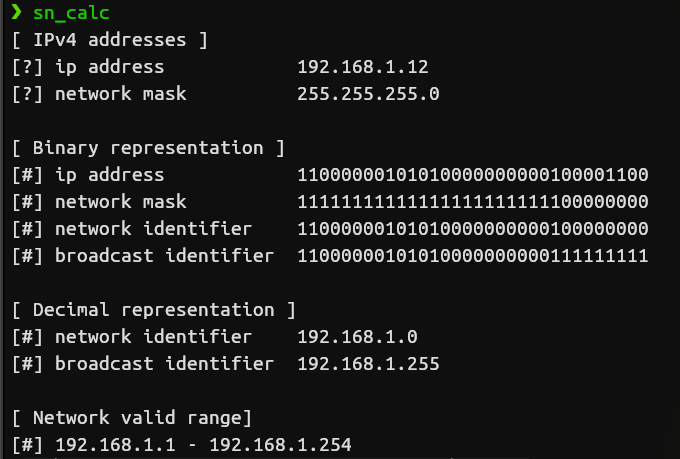 ❯ sn_calc
[ IPv4 addresses ]
[?] ip address 192.168.1.12
[?] network mask 255.255.255.0
[ Binary representation ]
[#] ip address 11000000101010000000000100001100
[#] network mask 11111111111111111111111100000000
[#] network identifier 11000000101010000000000100000000
[#] broadcast identifier 11000000101010000000000111111111
[ Decimal representation ]
[#] network identifier 192.168.1.0
[#] broadcast identifier 192.168.1.255
[ Network valid range]
[#] 192.168.1.1 - 192.168.1.254